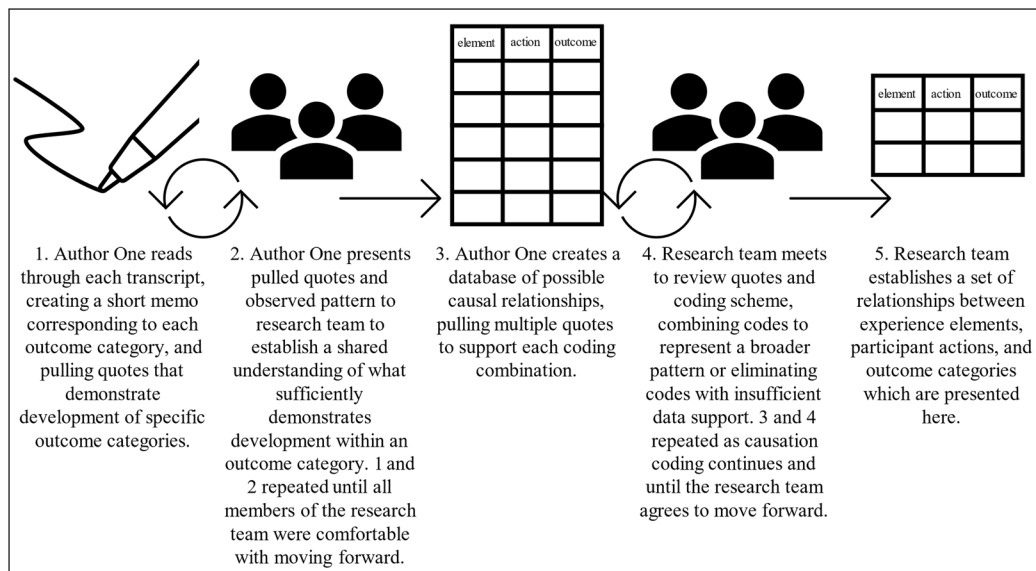 element action outcome
element action outcome
1. Author One reads
through each transcript,
creating a short memo
corresponding to each
outcome category, and
pulling quotes that
demonstrate
development of specific
outcome categories.
2. Author One presents
pulled quotes and
observed pattern to
research team to
establish a shared
understanding of what
sufficiently
demonstrates
development within an
outcome category. 1 and
2 repeated until all
members of the research
team were comfortable
with moving forward.
3. Author One creates a
database of possible
causal relationships,
pulling multiple quotes
to support each coding
combination.
4. Research team meets
to review quotes and
coding scheme,
combining codes to
represent a broader
pattern or eliminating
codes with insufficient
data support. 3 and 4
repeated as causation
coding continues and
until the research team
agrees to move forward.
5. Research team
establishes a set of
relationships between
experience elements,
participant actions, and
outcome categories
which are presented
here.